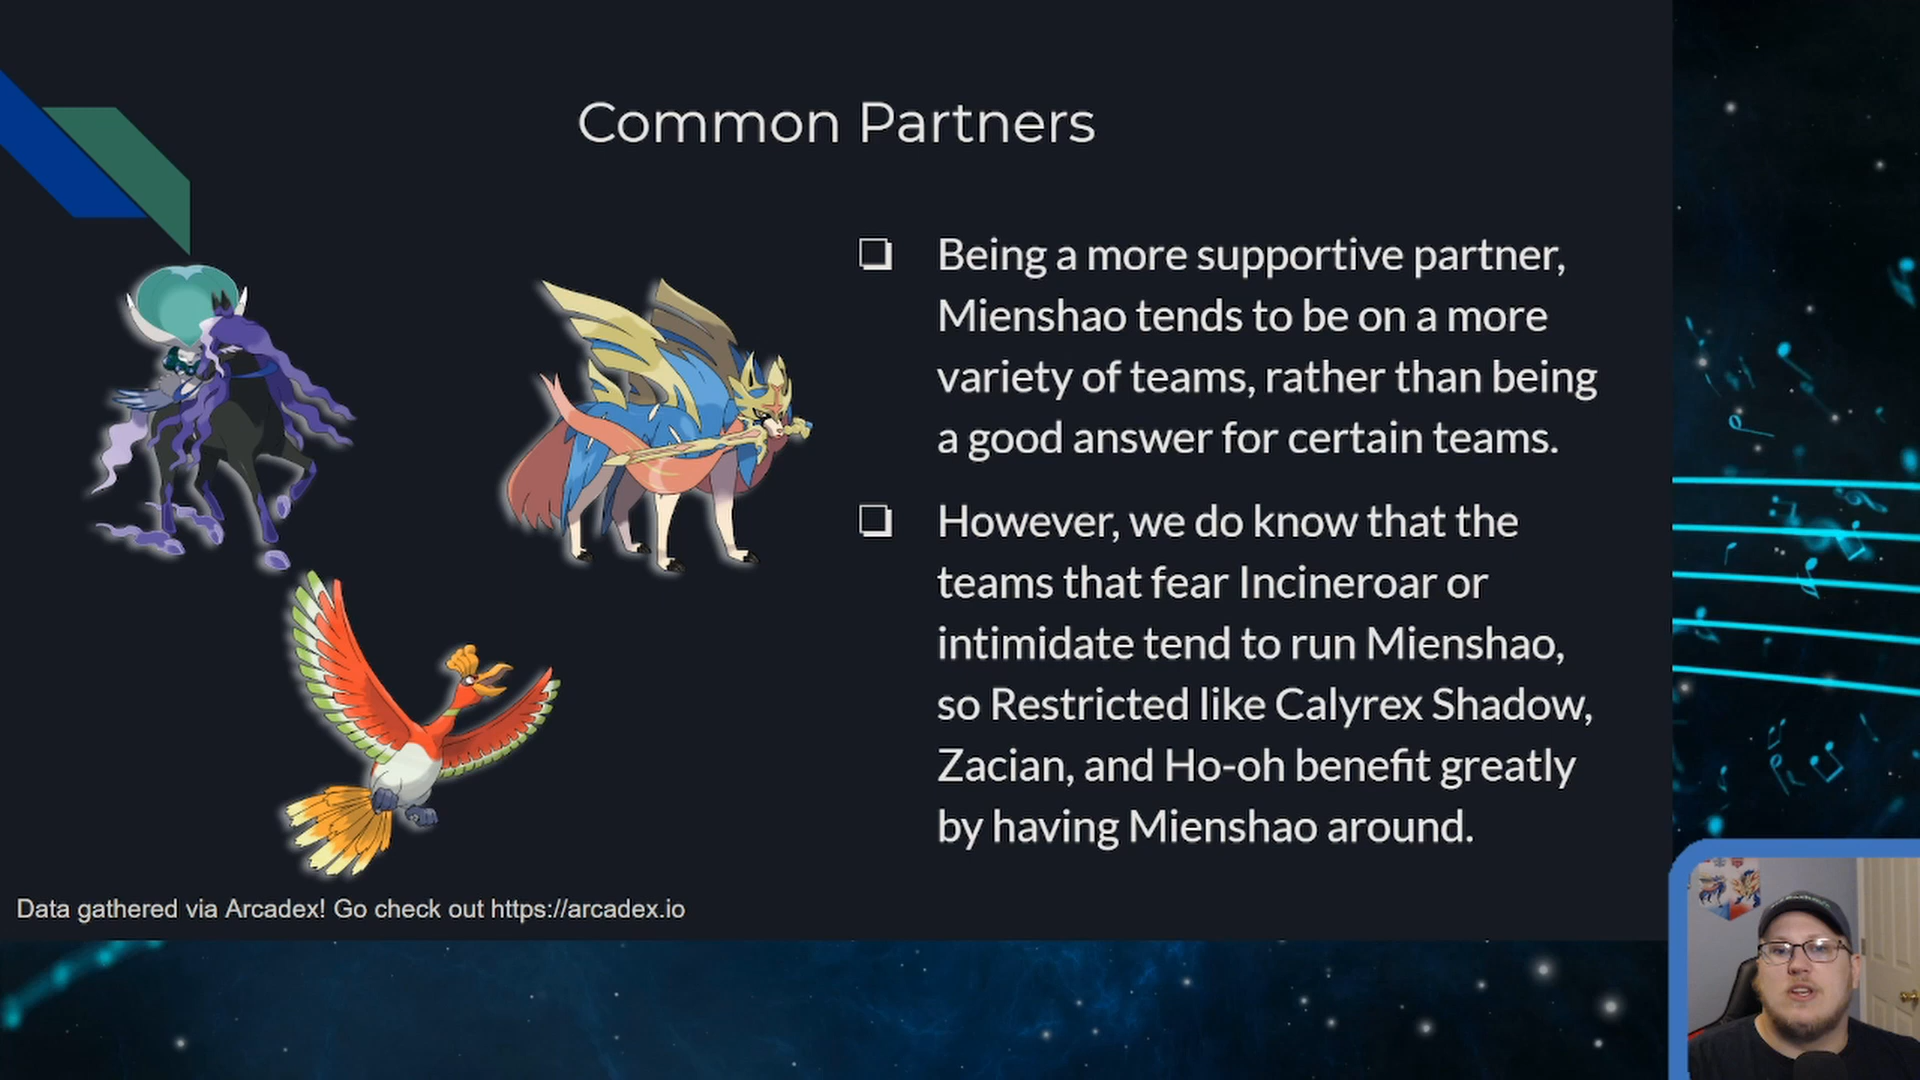 Common Partners
Being a more supportive partner,
Mienshao tends to be on a more
variety of teams, rather than being
a good answer for certain teams.
However, we do know that the
teams that fear Incineroar or
intimidate tend to run Mienshao,
so Restricted like Calyrex Shadow,
Zacian, and Ho-oh benefit greatly
by having Mienshao around.
Data gathered via Arcadex! Go check out https://arcadex.io